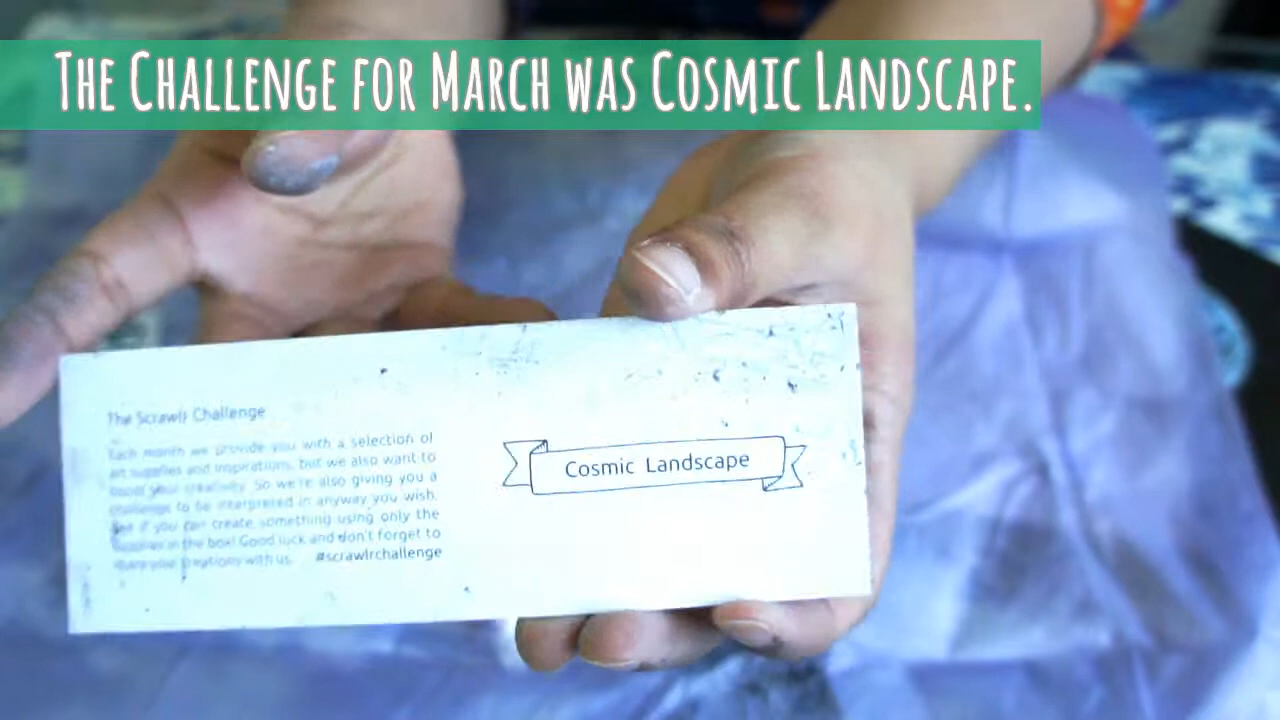 The Challenge for March was Cosmic Landscape.
The Scrawlr Challenge
Each month we provide you with a selection of
art supplies and inspirations, but we also want to
boost your creativity. So we're also giving you a
challenge to be interpreted in anyway you wish.
See if you can create something using only the
supplies in the box! Good luck and don't forget to
share your creations with us. #scrawlrchallenge
Cosmic Landscape